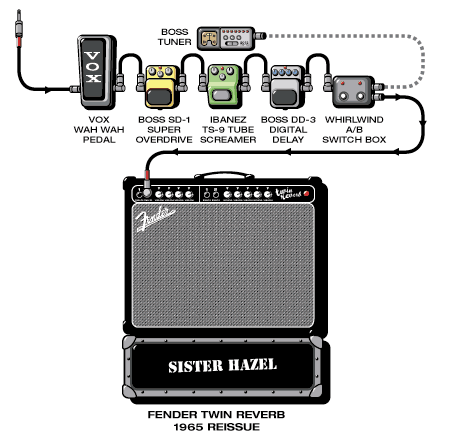 BOSS
TUNER
VOX
VOX
WAH WAH
PEDAL
BOSS SD-1
SUPER
OVERDRIVE
IBANEZ
TS-9 TUBE
SCREAMER
BOSS DD-3
DIGITAL
DELAY
WHIRLWIND
A/B
SWITCH BOX
Twin
Reverb
Fender
SISTER HAZEL
FENDER TWIN REVERB
1965 REISSUE